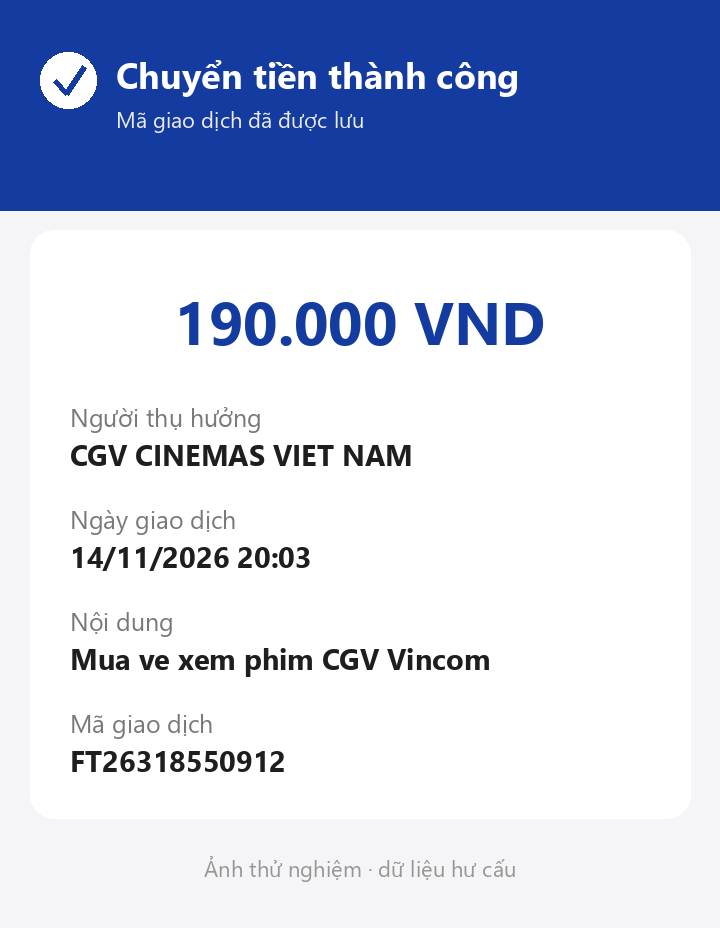 Chuyển tiền thành công
Mã giao dịch đã được lưu
190.000 VND
Người thụ hưởng
CGV CINEMAS VIET NAM
Ngày giao dịch
14/11/2026 20:03
Nội dung
Mua ve xem phim CGV Vincom
Mã giao dịch
FT26318550912
Ảnh thử nghiệm · dữ liệu hư cấu